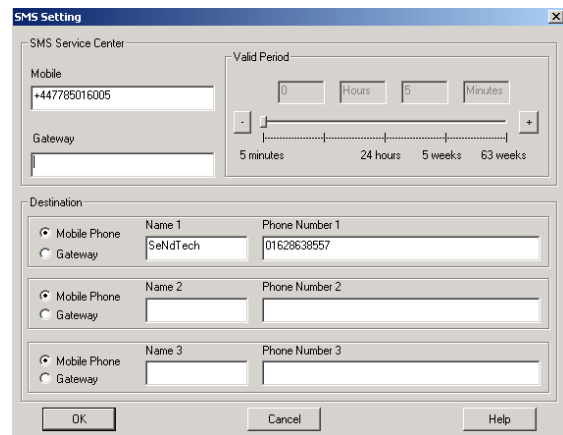 SMS Setting
SMS Service Center
Mobile
+447785016005
Gateway
Valid Period
0 Hours 5 Minutes
- +
5 minutes 24 hours 5 weeks 63 weeks
Destination
Mobile Phone
Gateway
Name 1 Phone Number 1
SeNdTech 01628638557
Mobile Phone
Gateway
Name 2 Phone Number 2
Mobile Phone
Gateway
Name 3 Phone Number 3
OK Cancel Help